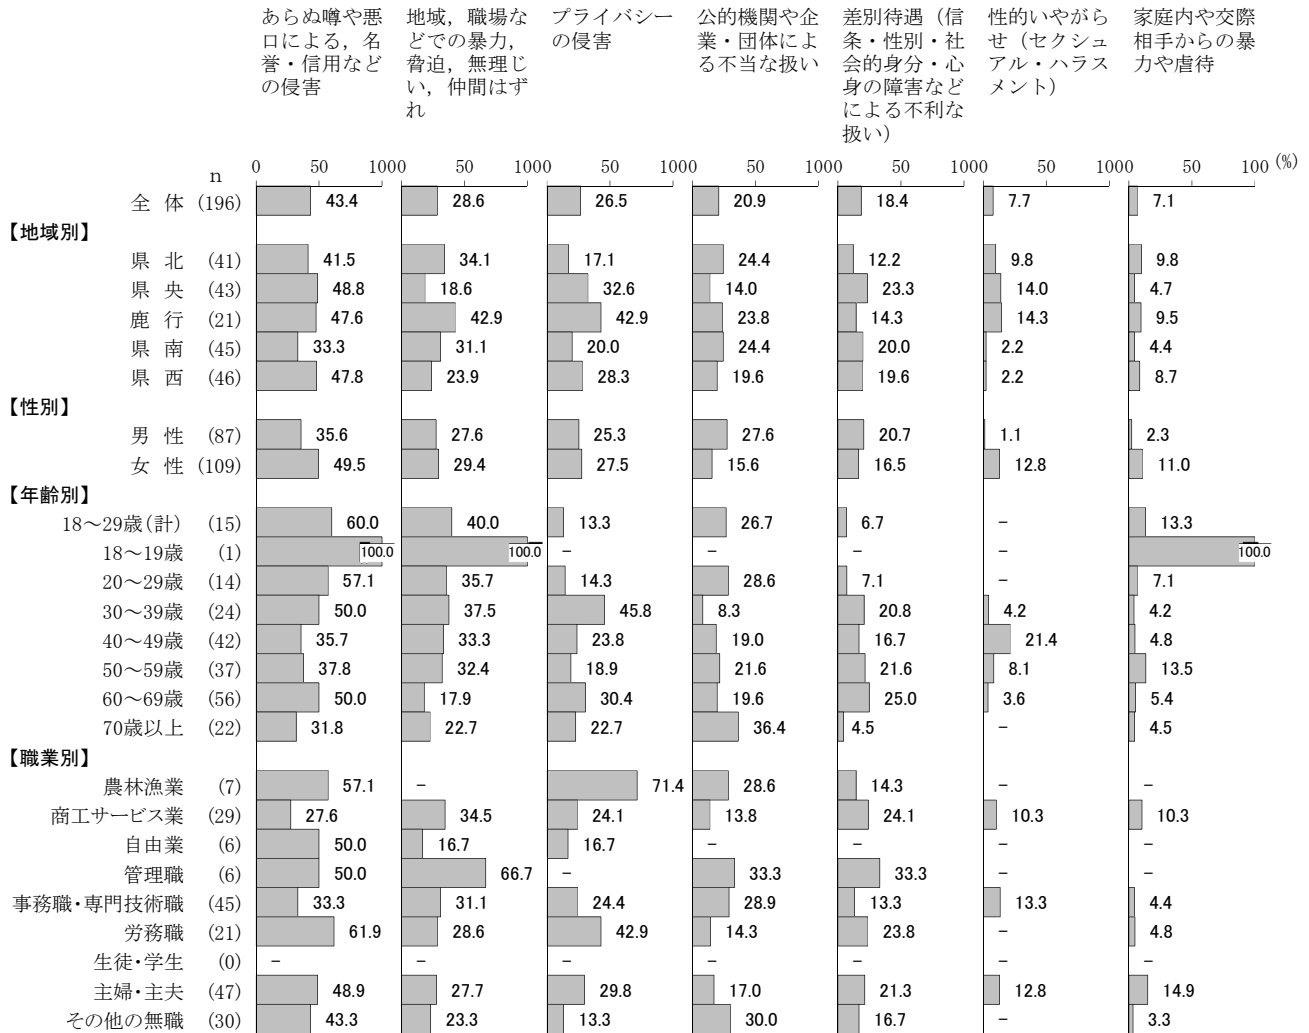 あらぬ噂や悪口による，名誉・信用などの侵害
地域，職場などでの暴力，脅迫，無理じい，仲間はずれ
プライバシーの侵害
公的機関や企業・団体による不当な扱い
差別待遇（信条・性別・社会的身分・心身の障害などによる不利な扱い）
性的いやがらせ（セクシュアル・ハラスメント）
家庭内や交際相手からの暴力や虐待
0 50 100 0 50 100 0 50 100 0 50 100 0 50 100 0 50 100 0 50 100 (%)
n
全 体 (196) 43.4 28.6 26.5 20.9 18.4 7.7 7.1
【地域別】
県 北 (41) 41.5 34.1 17.1 24.4 12.2 9.8 9.8
県 央 (43) 48.8 18.6 32.6 14.0 23.3 14.0 4.7
鹿 行 (21) 47.6 42.9 42.9 23.8 14.3 14.3 9.5
県 南 (45) 33.3 31.1 20.0 24.4 20.0 2.2 4.4
県 西 (46) 47.8 23.9 28.3 19.6 19.6 2.2 8.7
【性別】
男 性 (87) 35.6 27.6 25.3 27.6 20.7 1.1 2.3
女 性 (109) 49.5 29.4 27.5 15.6 16.5 12.8 11.0
【年齢別】
18～29歳(計) (15) 60.0 40.0 13.3 26.7 6.7 － 13.3
18～19歳 (1) 100.0 100.0 － － － － 100.0
20～29歳 (14) 57.1 35.7 14.3 28.6 7.1 － 7.1
30～39歳 (24) 50.0 37.5 45.8 8.3 20.8 4.2 4.2
40～49歳 (42) 35.7 33.3 23.8 19.0 16.7 21.4 4.8
50～59歳 (37) 37.8 32.4 18.9 21.6 21.6 8.1 13.5
60～69歳 (56) 50.0 17.9 30.4 19.6 25.0 3.6 5.4
70歳以上 (22) 31.8 22.7 22.7 36.4 4.5 － 4.5
【職業別】
農林漁業 (7) 57.1 － 71.4 28.6 14.3 － －
商工サービス業 (29) 27.6 34.5 24.1 13.8 24.1 10.3 10.3
自由業 (6) 50.0 16.7 16.7 － － － －
管理職 (6) 50.0 66.7 － 33.3 33.3 － －
事務職・専門技術職 (45) 33.3 31.1 24.4 28.9 13.3 13.3 4.4
労務職 (21) 61.9 28.6 42.9 14.3 23.8 － 4.8
生徒・学生 (0) － － － － － － －
主婦・主夫 (47) 48.9 27.7 29.8 17.0 21.3 12.8 14.9
その他の無職 (30) 43.3 23.3 13.3 30.0 16.7 － 3.3